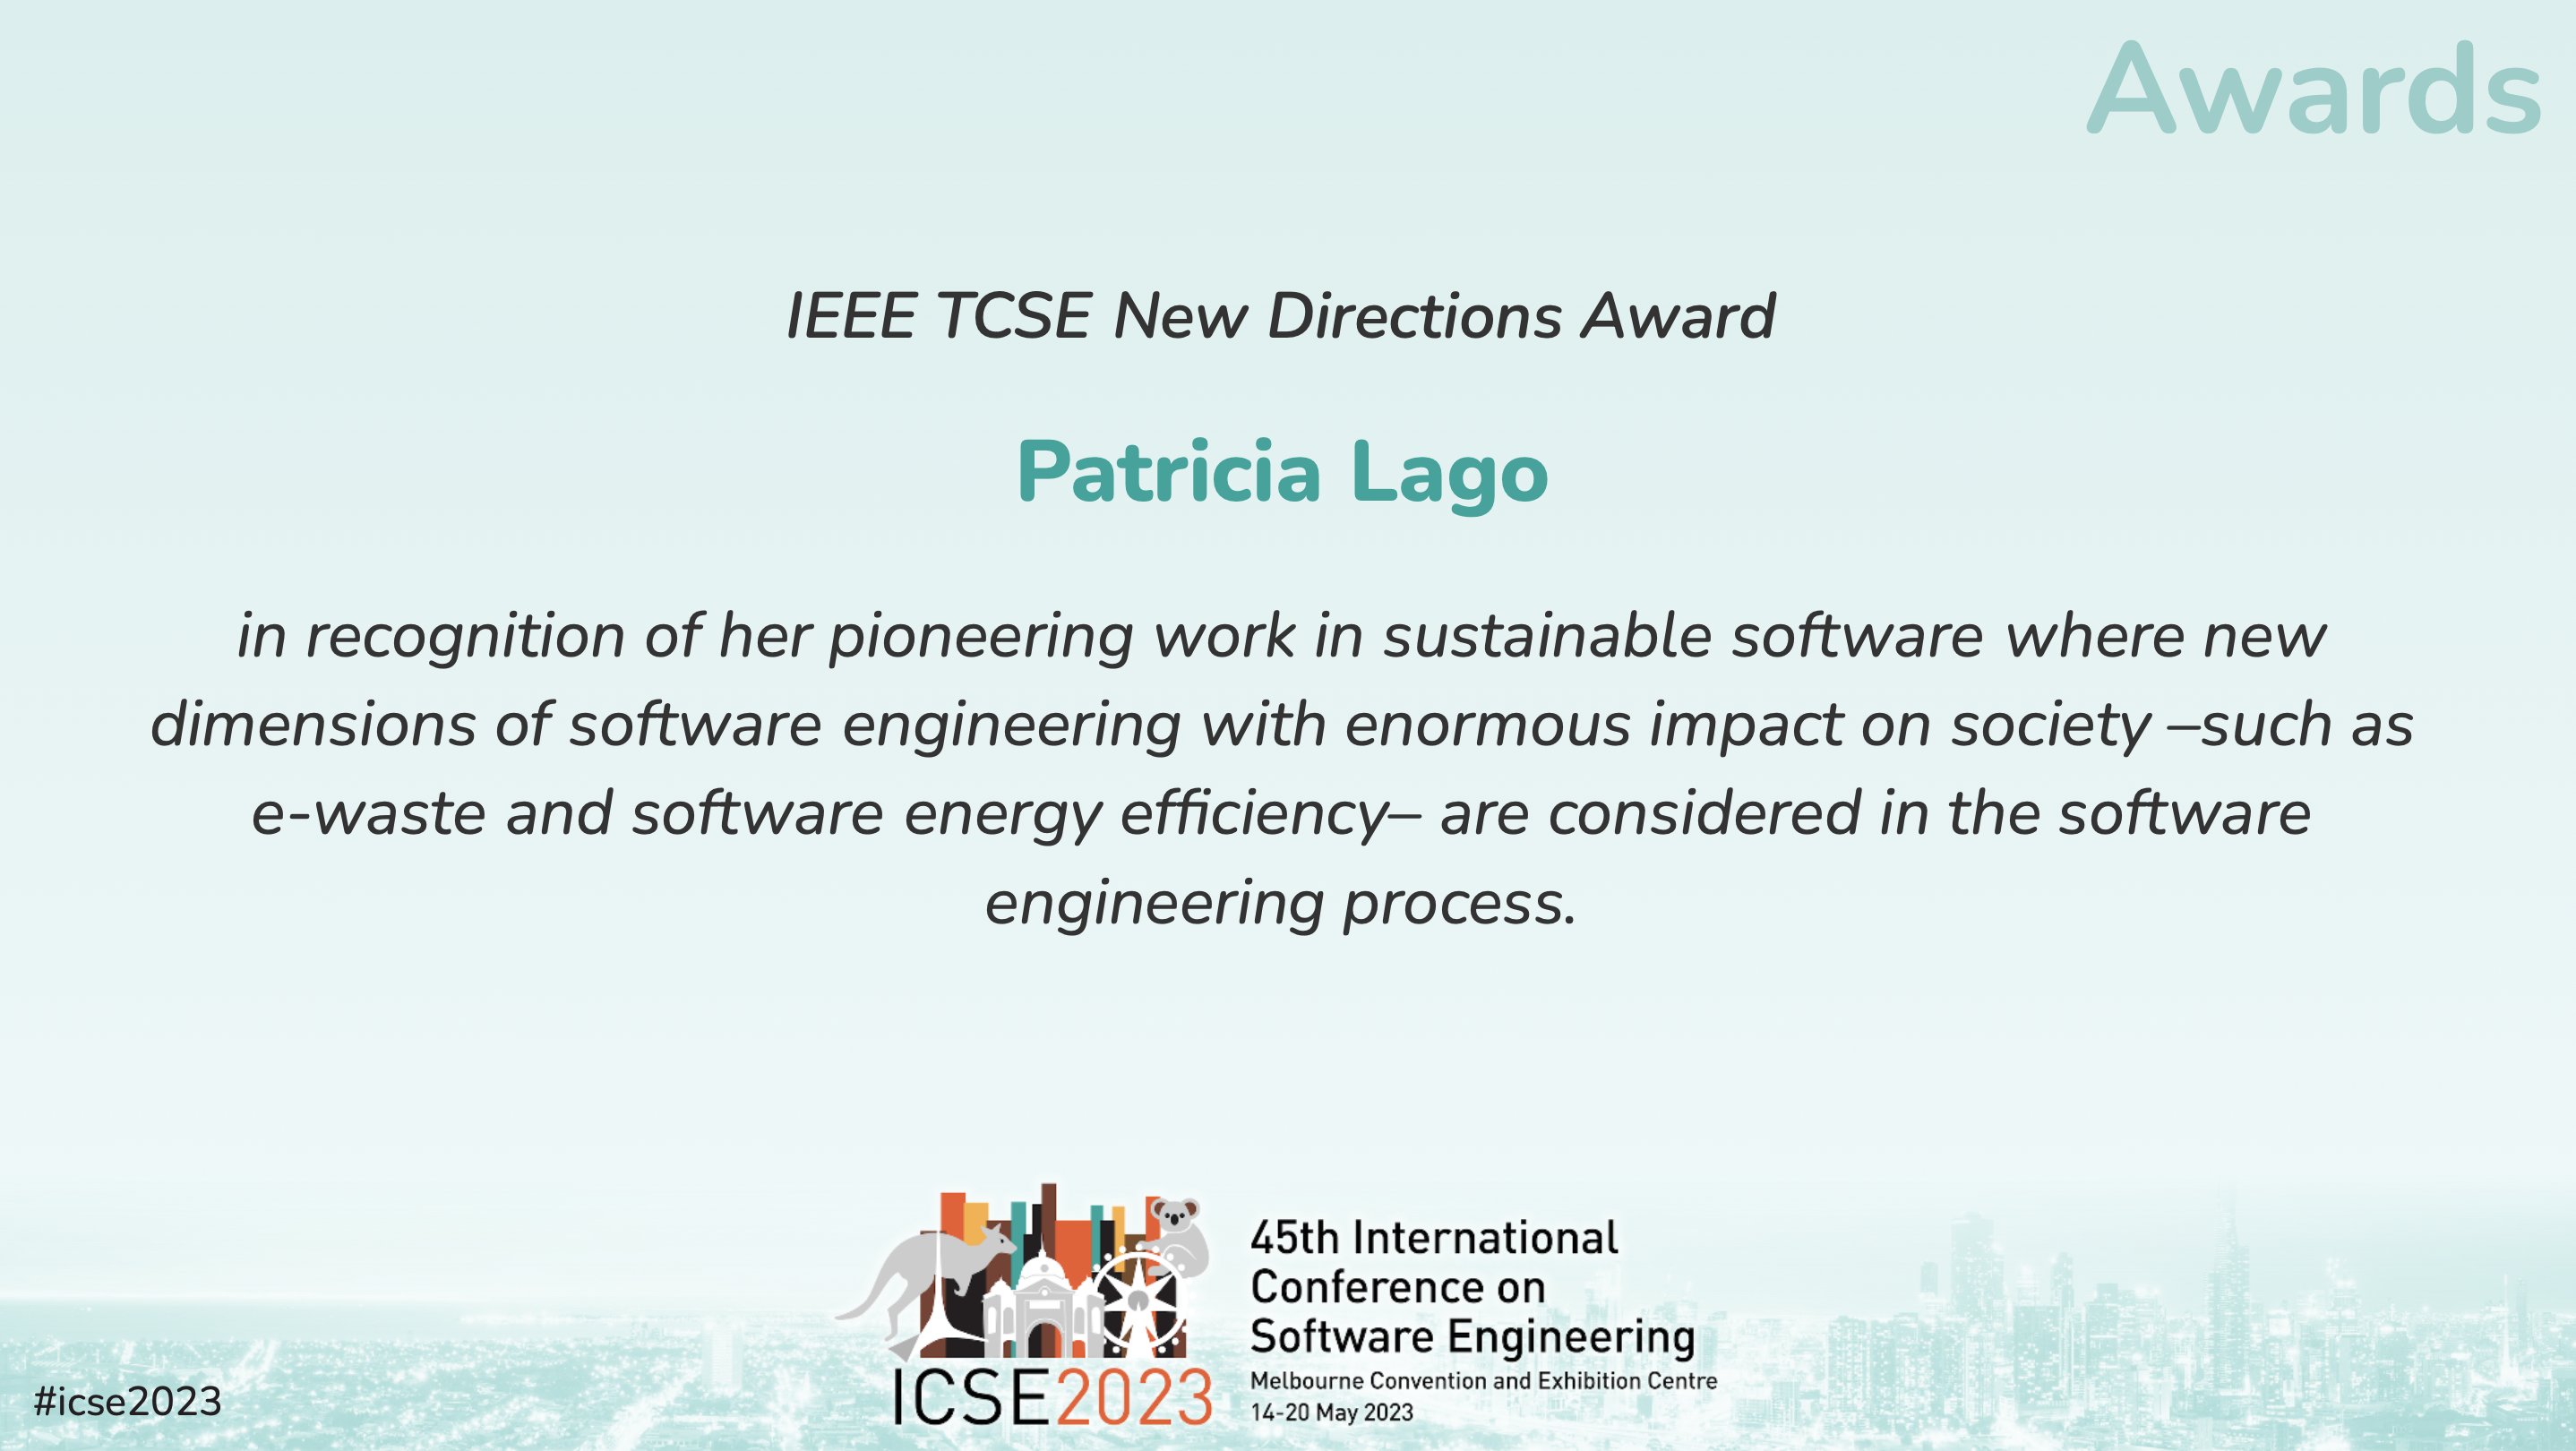 Awards
IEEE TCSE New Directions Award
Patricia Lago
in recognition of her pioneering work in sustainable software where new
dimensions of software engineering with enormous impact on society –such as
e-waste and software energy efficiency– are considered in the software
engineering process.
ICSE2023
45th International
Conference on
Software Engineering
Melbourne Convention and Exhibition Centre
14-20 May 2023
#icse2023